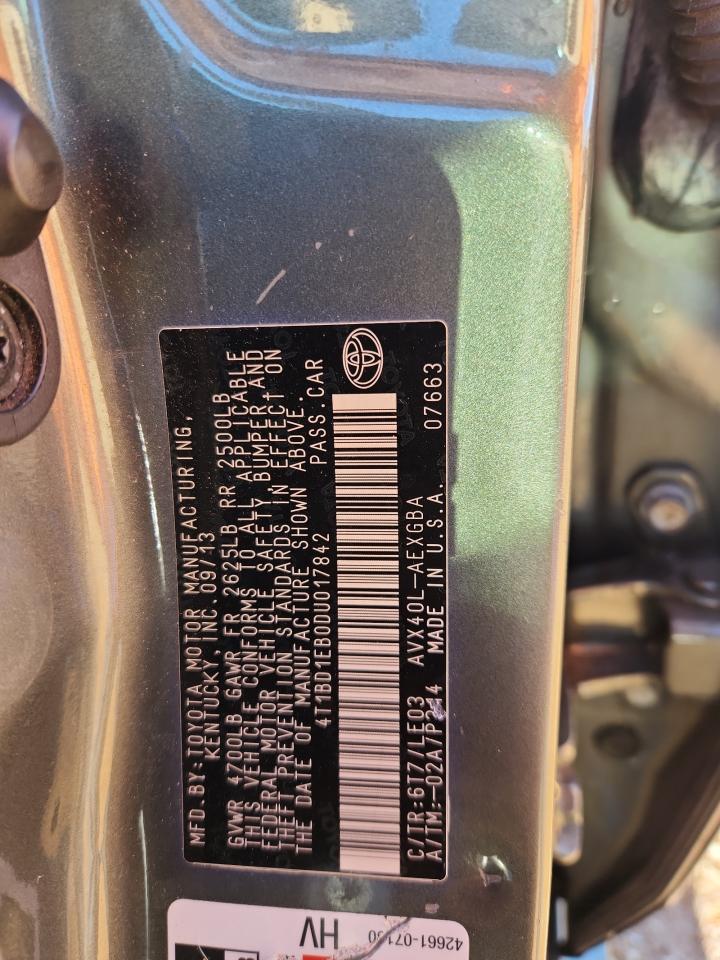 MFD.BY:TOYOTA MOTOR MANUFACTURING,
KENTUCKY, INC.09/13
GVWR 4700LB GAWR FR 2625LB RR 2500LB
THIS VEHICLE CONFORMS TO ALL APPLICABLE
FEDERAL MOTOR VEHICLE SAFETY, BUMPER, AND
THEFT PREVENTION STANDARDS IN EFFECT ON
THE DATE OF MANUFACTURE SHOWN ABOVE.
4T1BD1EB0DU017842 PASS.CAR
C/TR:6T7/LE03 AVX40L-AEXGBA
A/TM:-02A/P314 MADE IN U.S.A. 07663
HV